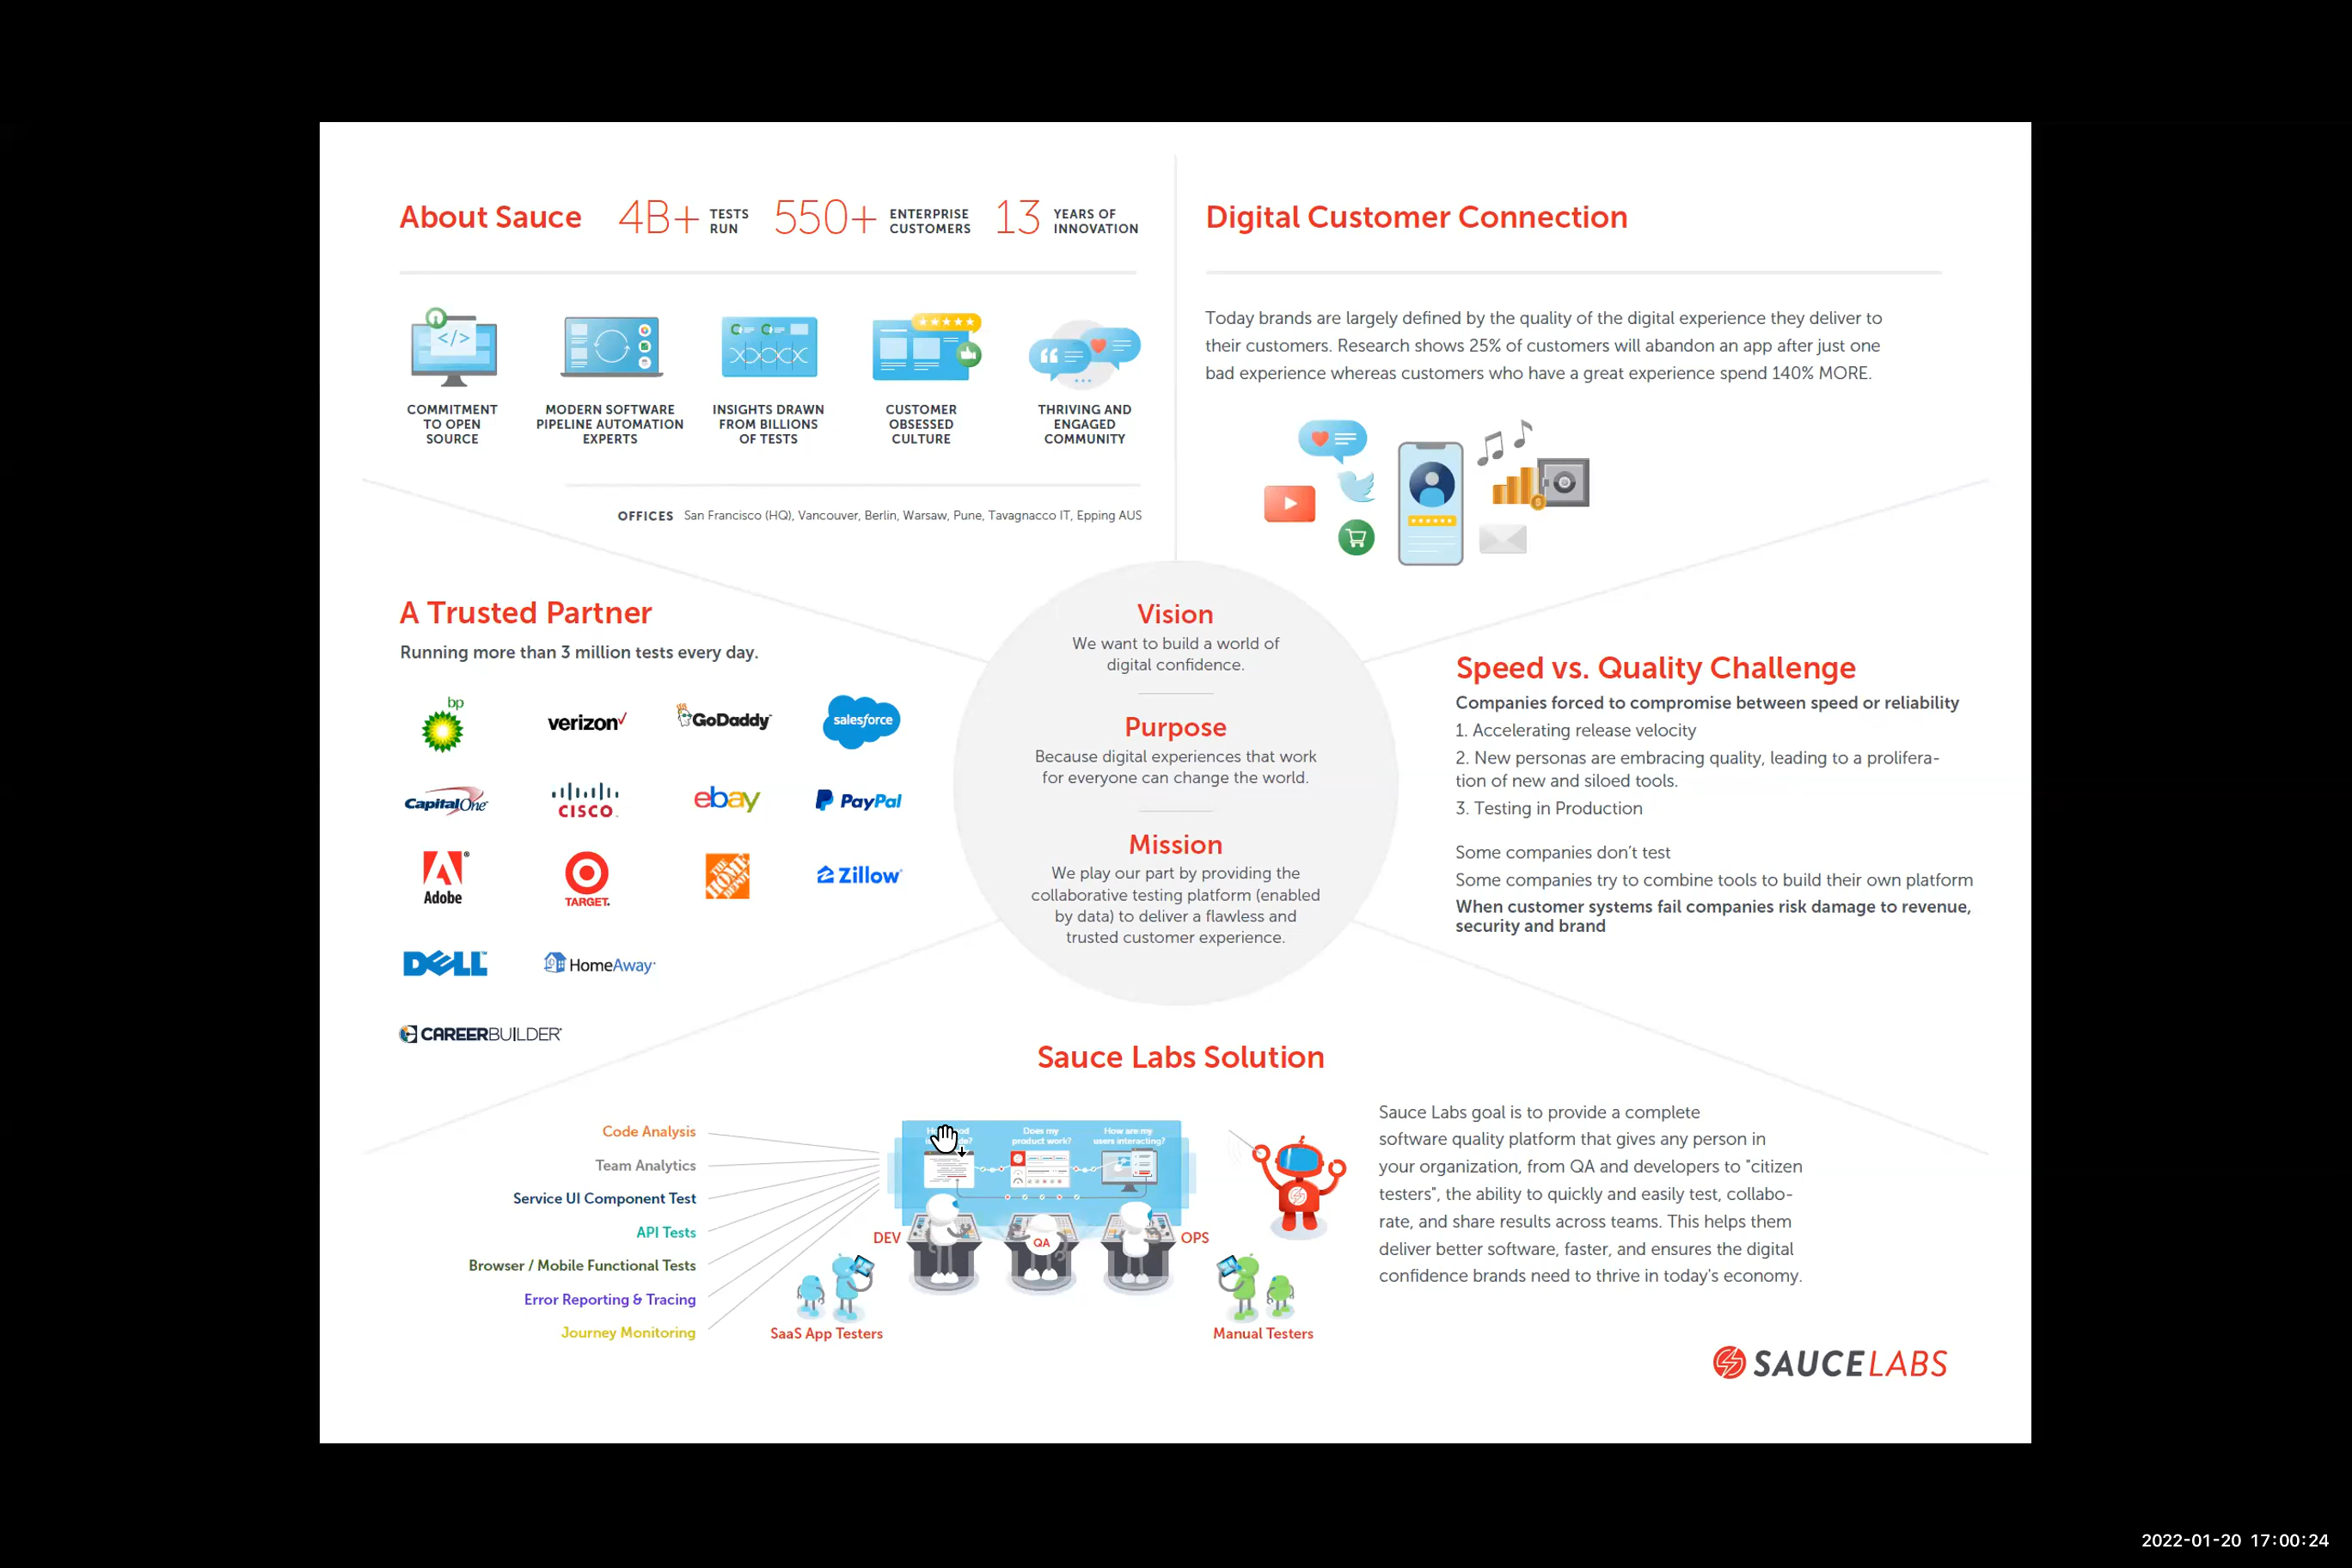 About Sauce
4B+ TESTS RUN
550+ ENTERPRISE CUSTOMERS
13 YEARS OF INNOVATION
COMMITMENT
TO OPEN
SOURCE
MODERN SOFTWARE
PIPELINE AUTOMATION
EXPERTS
INSIGHTS DRAWN
FROM BILLIONS
OF TESTS
CUSTOMER
OBSESSED
CULTURE
THRIVING AND
ENGAGED
COMMUNITY
OFFICES San Francisco (HQ), Vancouver, Berlin, Warsaw, Pune, Tavagnacco IT, Epping AUS
Digital Customer Connection
Today brands are largely defined by the quality of the digital experience they deliver to
their customers. Research shows 25% of customers will abandon an app after just one
bad experience whereas customers who have a great experience spend 140% MORE.
A Trusted Partner
Running more than 3 million tests every day.
bp
verizon✓
GoDaddy™
salesforce
Capital One®
CISCO.
ebay
PayPal
Adobe®
TARGET.
THE HOME DEPOT
Zillow®
DELL™
HomeAway®
CAREERBUILDER®
Vision
We want to build a world of
digital confidence.
Purpose
Because digital experiences that work
for everyone can change the world.
Mission
We play our part by providing the
collaborative testing platform (enabled
by data) to deliver a flawless and
trusted customer experience.
Speed vs. Quality Challenge
Companies forced to compromise between speed or reliability
1. Accelerating release velocity
2. New personas are embracing quality, leading to a prolifera-
tion of new and siloed tools.
3. Testing in Production
Some companies don't test
Some companies try to combine tools to build their own platform
When customer systems fail companies risk damage to revenue,
security and brand
Sauce Labs Solution
Code Analysis
Team Analytics
Service UI Component Test
API Tests
Browser / Mobile Functional Tests
Error Reporting & Tracing
Journey Monitoring
Does my
product work?
How are my
users interacting?
DEV
QA
OPS
SaaS App Testers
Manual Testers
Sauce Labs goal is to provide a complete
software quality platform that gives any person in
your organization, from QA and developers to "citizen
testers", the ability to quickly and easily test, collabo-
rate, and share results across teams. This helps them
deliver better software, faster, and ensures the digital
confidence brands need to thrive in today's economy.
SAUCE LABS
2022-01-20 17:00:24